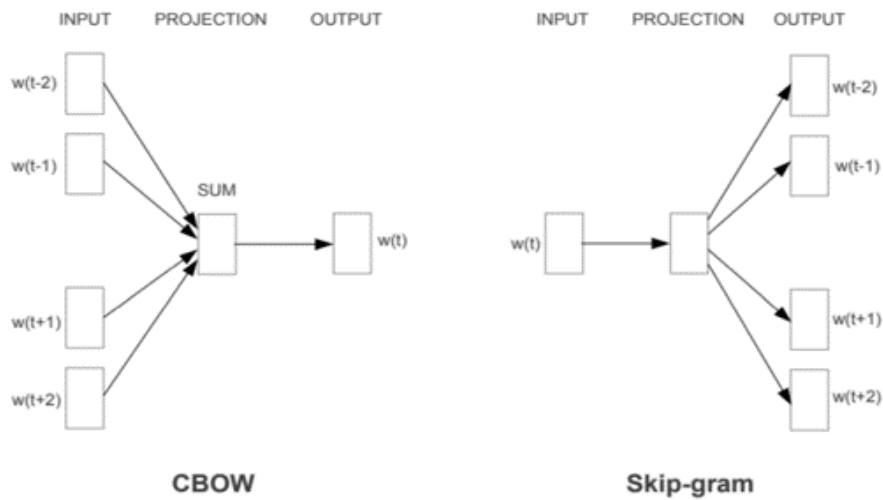 INPUT PROJECTION OUTPUT
w(t-2)
w(t-1)
SUM
w(t)
w(t+1)
w(t+2)
CBOW
INPUT PROJECTION OUTPUT
w(t-2)
w(t-1)
w(t)
w(t+1)
w(t+2)
Skip-gram